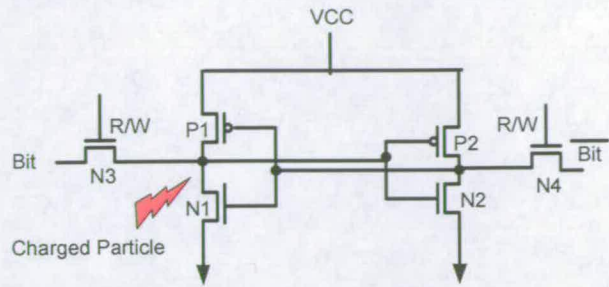 VCC
R/W
P1
P2
R/W
Bit
Bit
N3
N1
N2
N4
Charged Particle